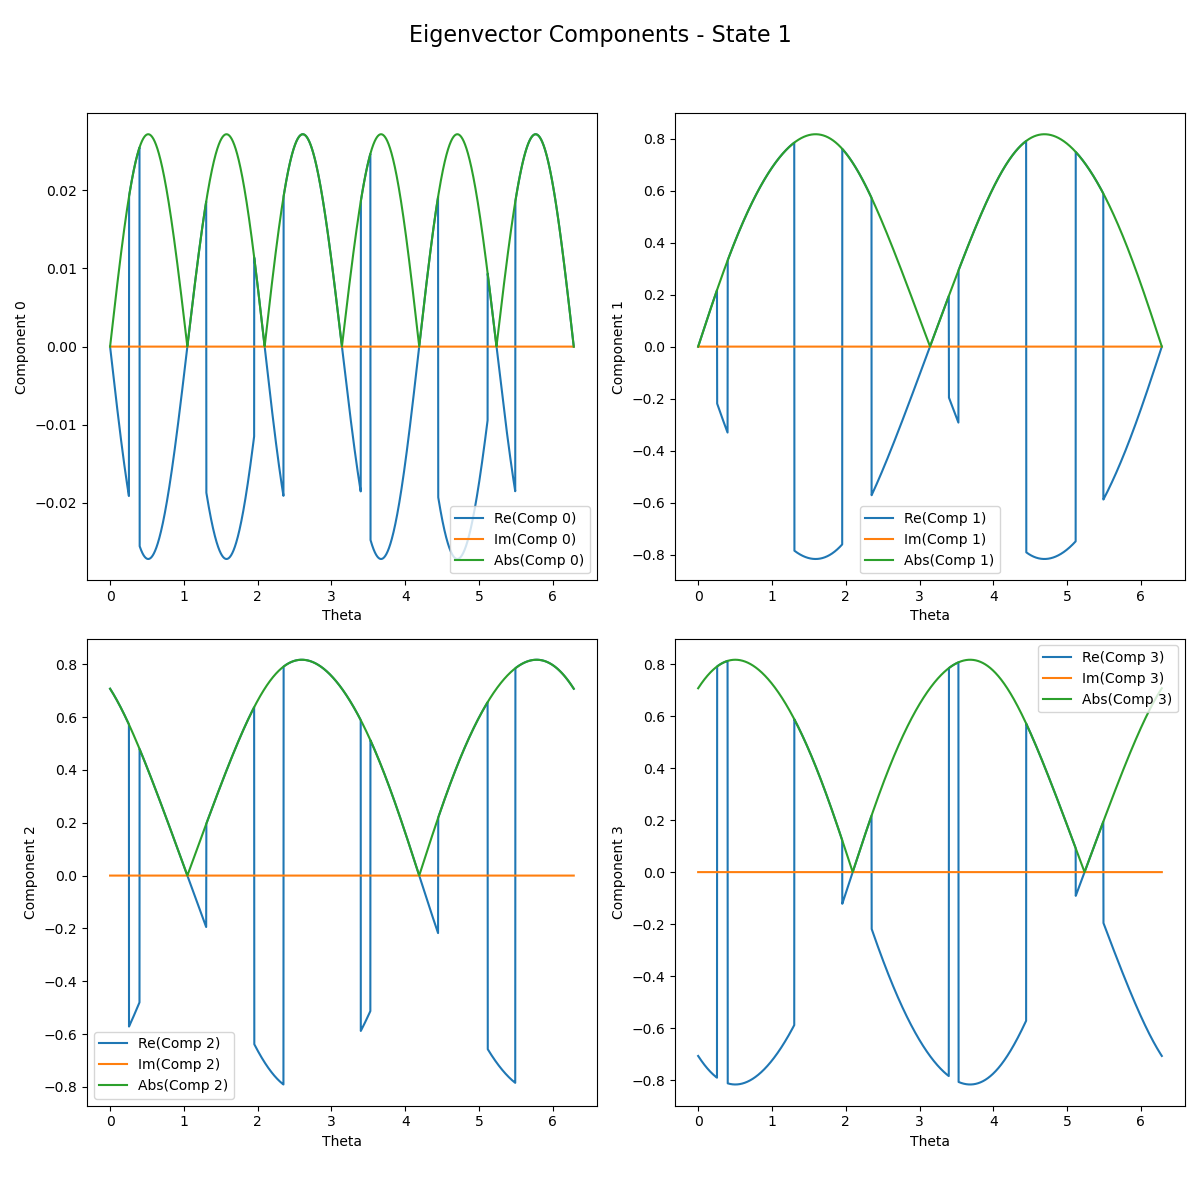 Eigenvector Components - State 1
Component 0
0.02
0.01
0.00
−0.01
−0.02
0 1 2 3 4 5 6
Theta
Re(Comp 0)
Im(Comp 0)
Abs(Comp 0)
Component 1
0.8
0.6
0.4
0.2
0.0
−0.2
−0.4
−0.6
−0.8
0 1 2 3 4 5 6
Theta
Re(Comp 1)
Im(Comp 1)
Abs(Comp 1)
Component 2
0.8
0.6
0.4
0.2
0.0
−0.2
−0.4
−0.6
−0.8
0 1 2 3 4 5 6
Theta
Re(Comp 2)
Im(Comp 2)
Abs(Comp 2)
Component 3
0.8
0.6
0.4
0.2
0.0
−0.2
−0.4
−0.6
−0.8
0 1 2 3 4 5 6
Theta
Re(Comp 3)
Im(Comp 3)
Abs(Comp 3)